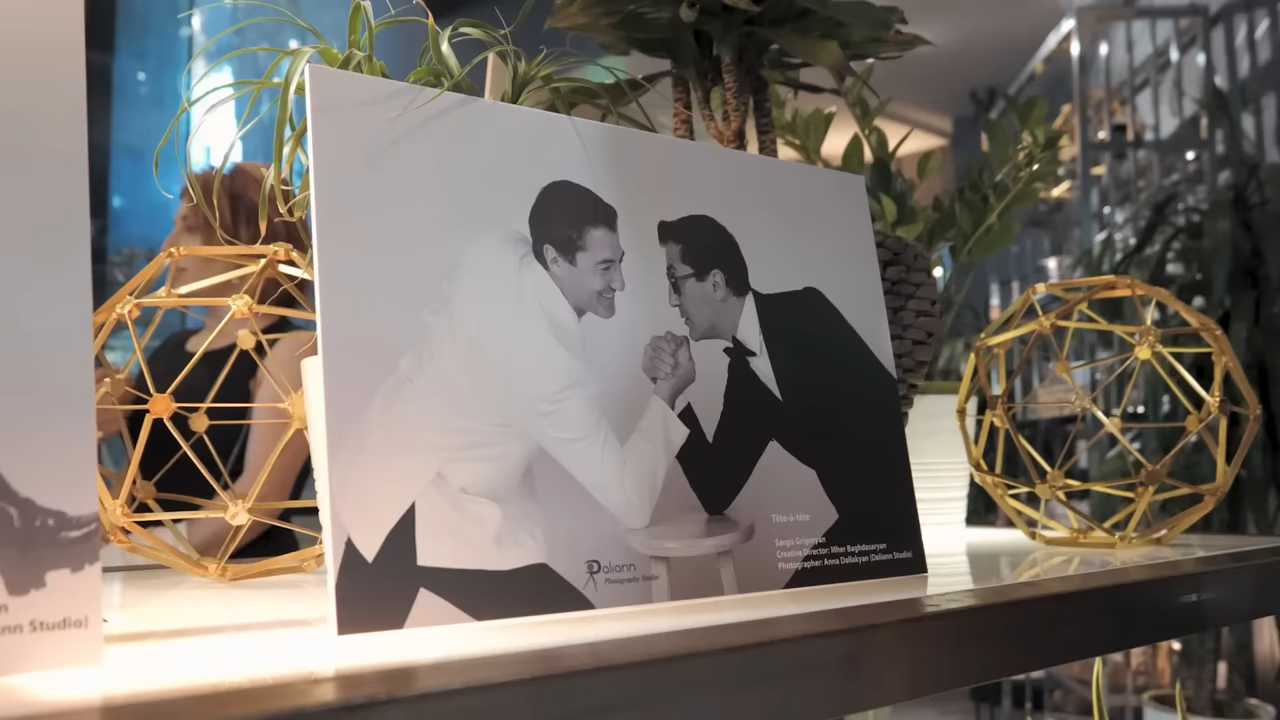 nn Studio)
Daliann
Photography Studio
Tête-à-tête
Sargis Grigoryan
Creative Director: Mher Baghdasaryan
Photographer: Anna Dallakyan (Daliann Studio)